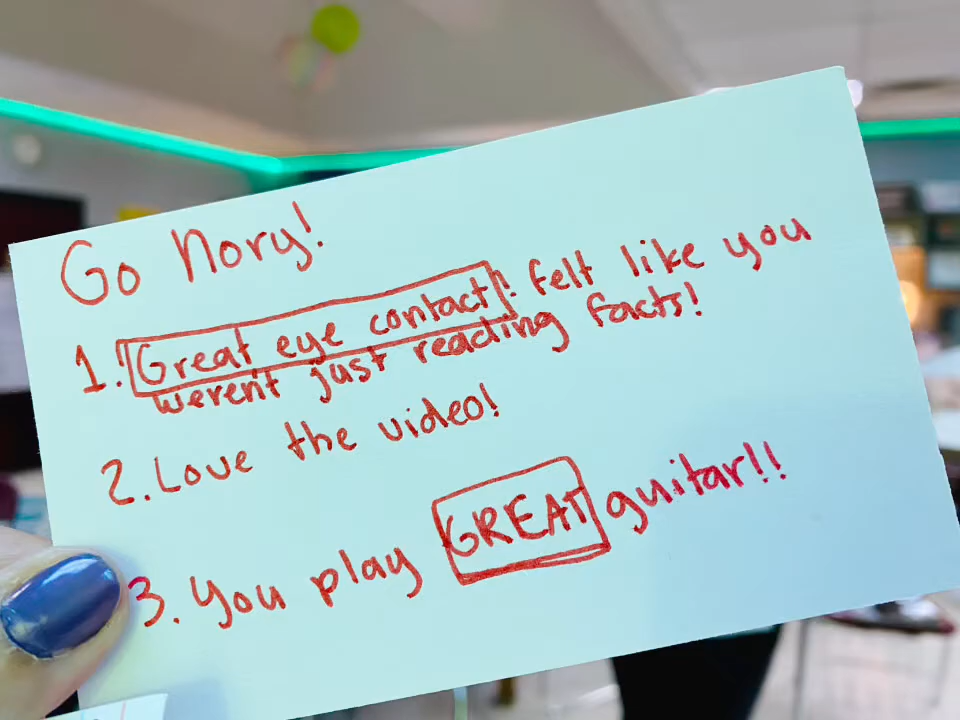 Go Nory!
1. Great eye contact! felt like you
weren't just reading facts!
2. Love the video!
3. You play GREAT guitar!!